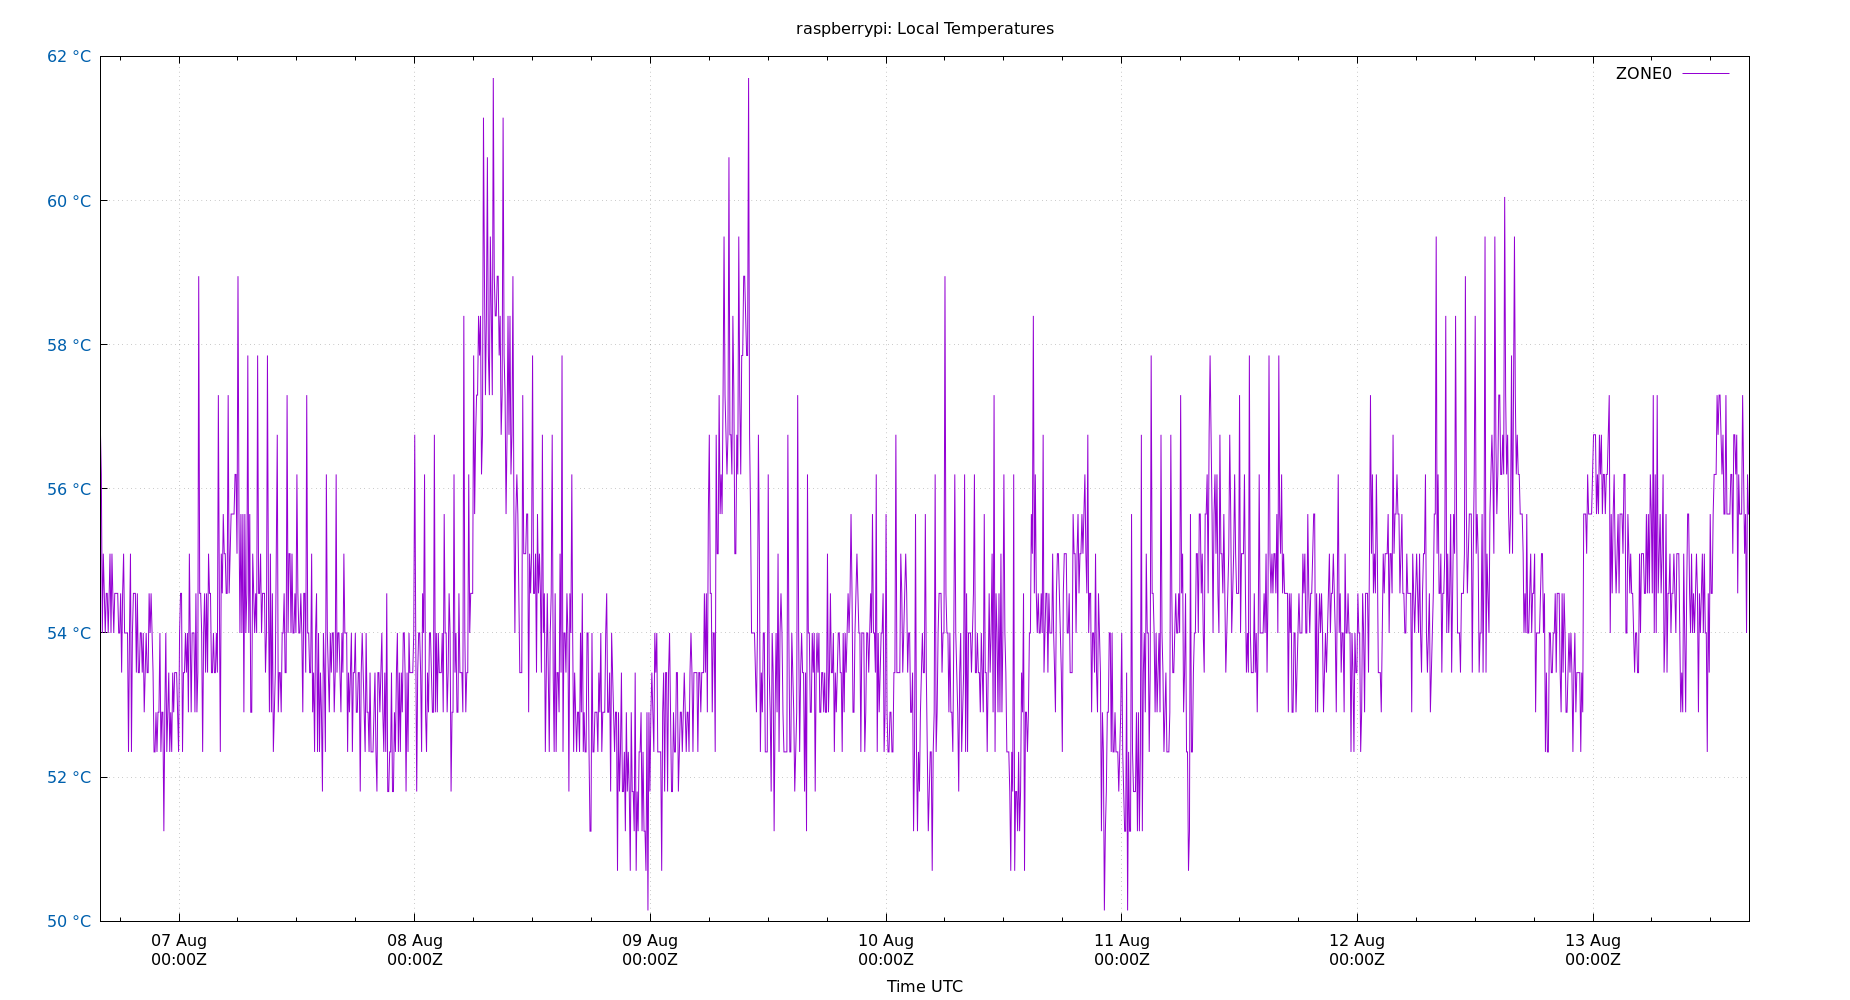 raspberrypi: Local Temperatures
ZONE0
62 °C
60 °C
58 °C
56 °C
54 °C
52 °C
50 °C
07 Aug
00:00Z
08 Aug
00:00Z
09 Aug
00:00Z
10 Aug
00:00Z
11 Aug
00:00Z
12 Aug
00:00Z
13 Aug
00:00Z
Time UTC